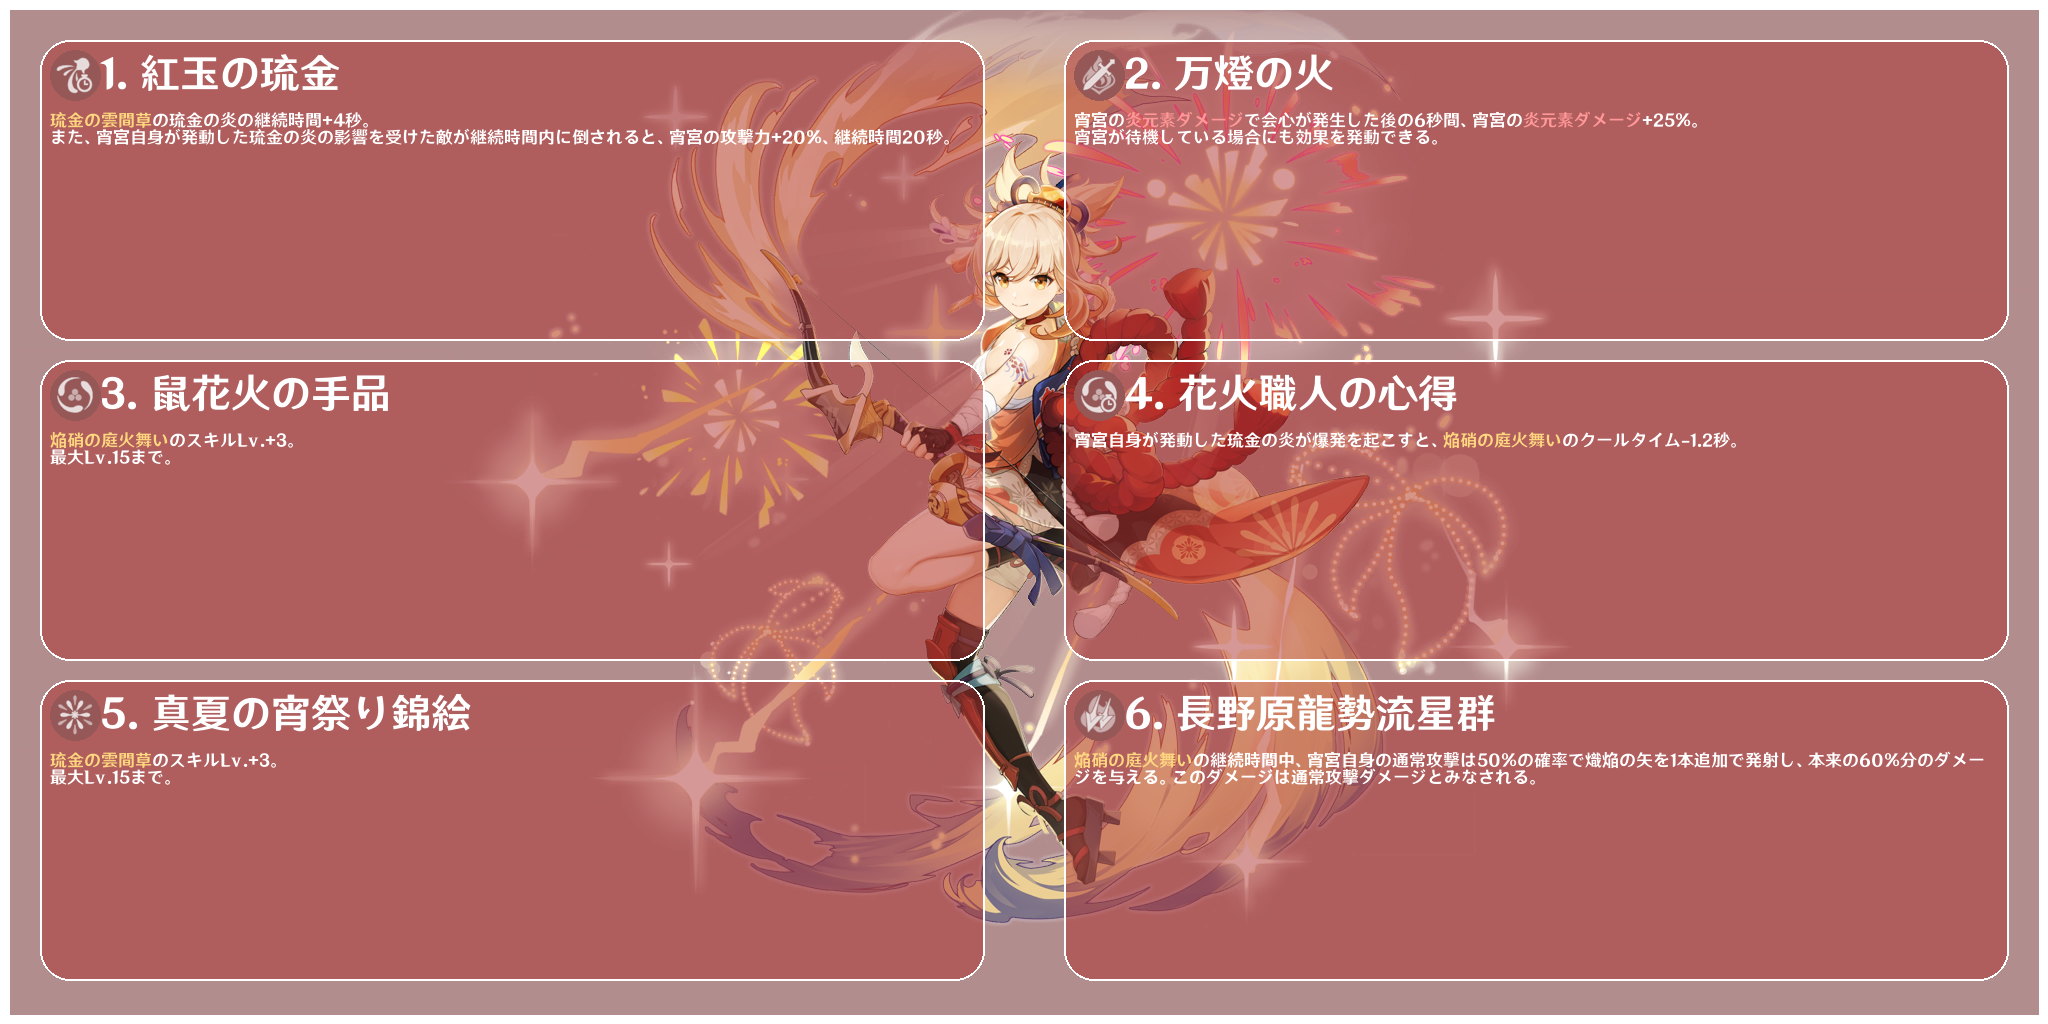 1. 紅玉の琉金
琉金の雲間草の琉金の炎の継続時間+4秒。
また、宵宮自身が発動した琉金の炎の影響を受けた敵が継続時間内に倒されると、宵宮の攻撃力+20%、継続時間20秒。
2. 万燈の火
宵宮の炎元素ダメージで会心が発生した後の6秒間、宵宮の炎元素ダメージ+25%。
宵宮が待機している場合にも効果を発動できる。
3. 鼠花火の手品
焔硝の庭火舞いのスキルLv.+3。
最大Lv.15まで。
4. 花火職人の心得
宵宮自身が発動した琉金の炎が爆発を起こすと、焔硝の庭火舞いのクールタイム-1.2秒。
5. 真夏の宵祭り錦絵
琉金の雲間草のスキルLv.+3。
最大Lv.15まで。
6. 長野原龍勢流星群
焔硝の庭火舞いの継続時間中、宵宮自身の通常攻撃は50%の確率で熾焔の矢を1本追加で発射し、本来の60%分のダメー
ジを与える。このダメージは通常攻撃ダメージとみなされる。